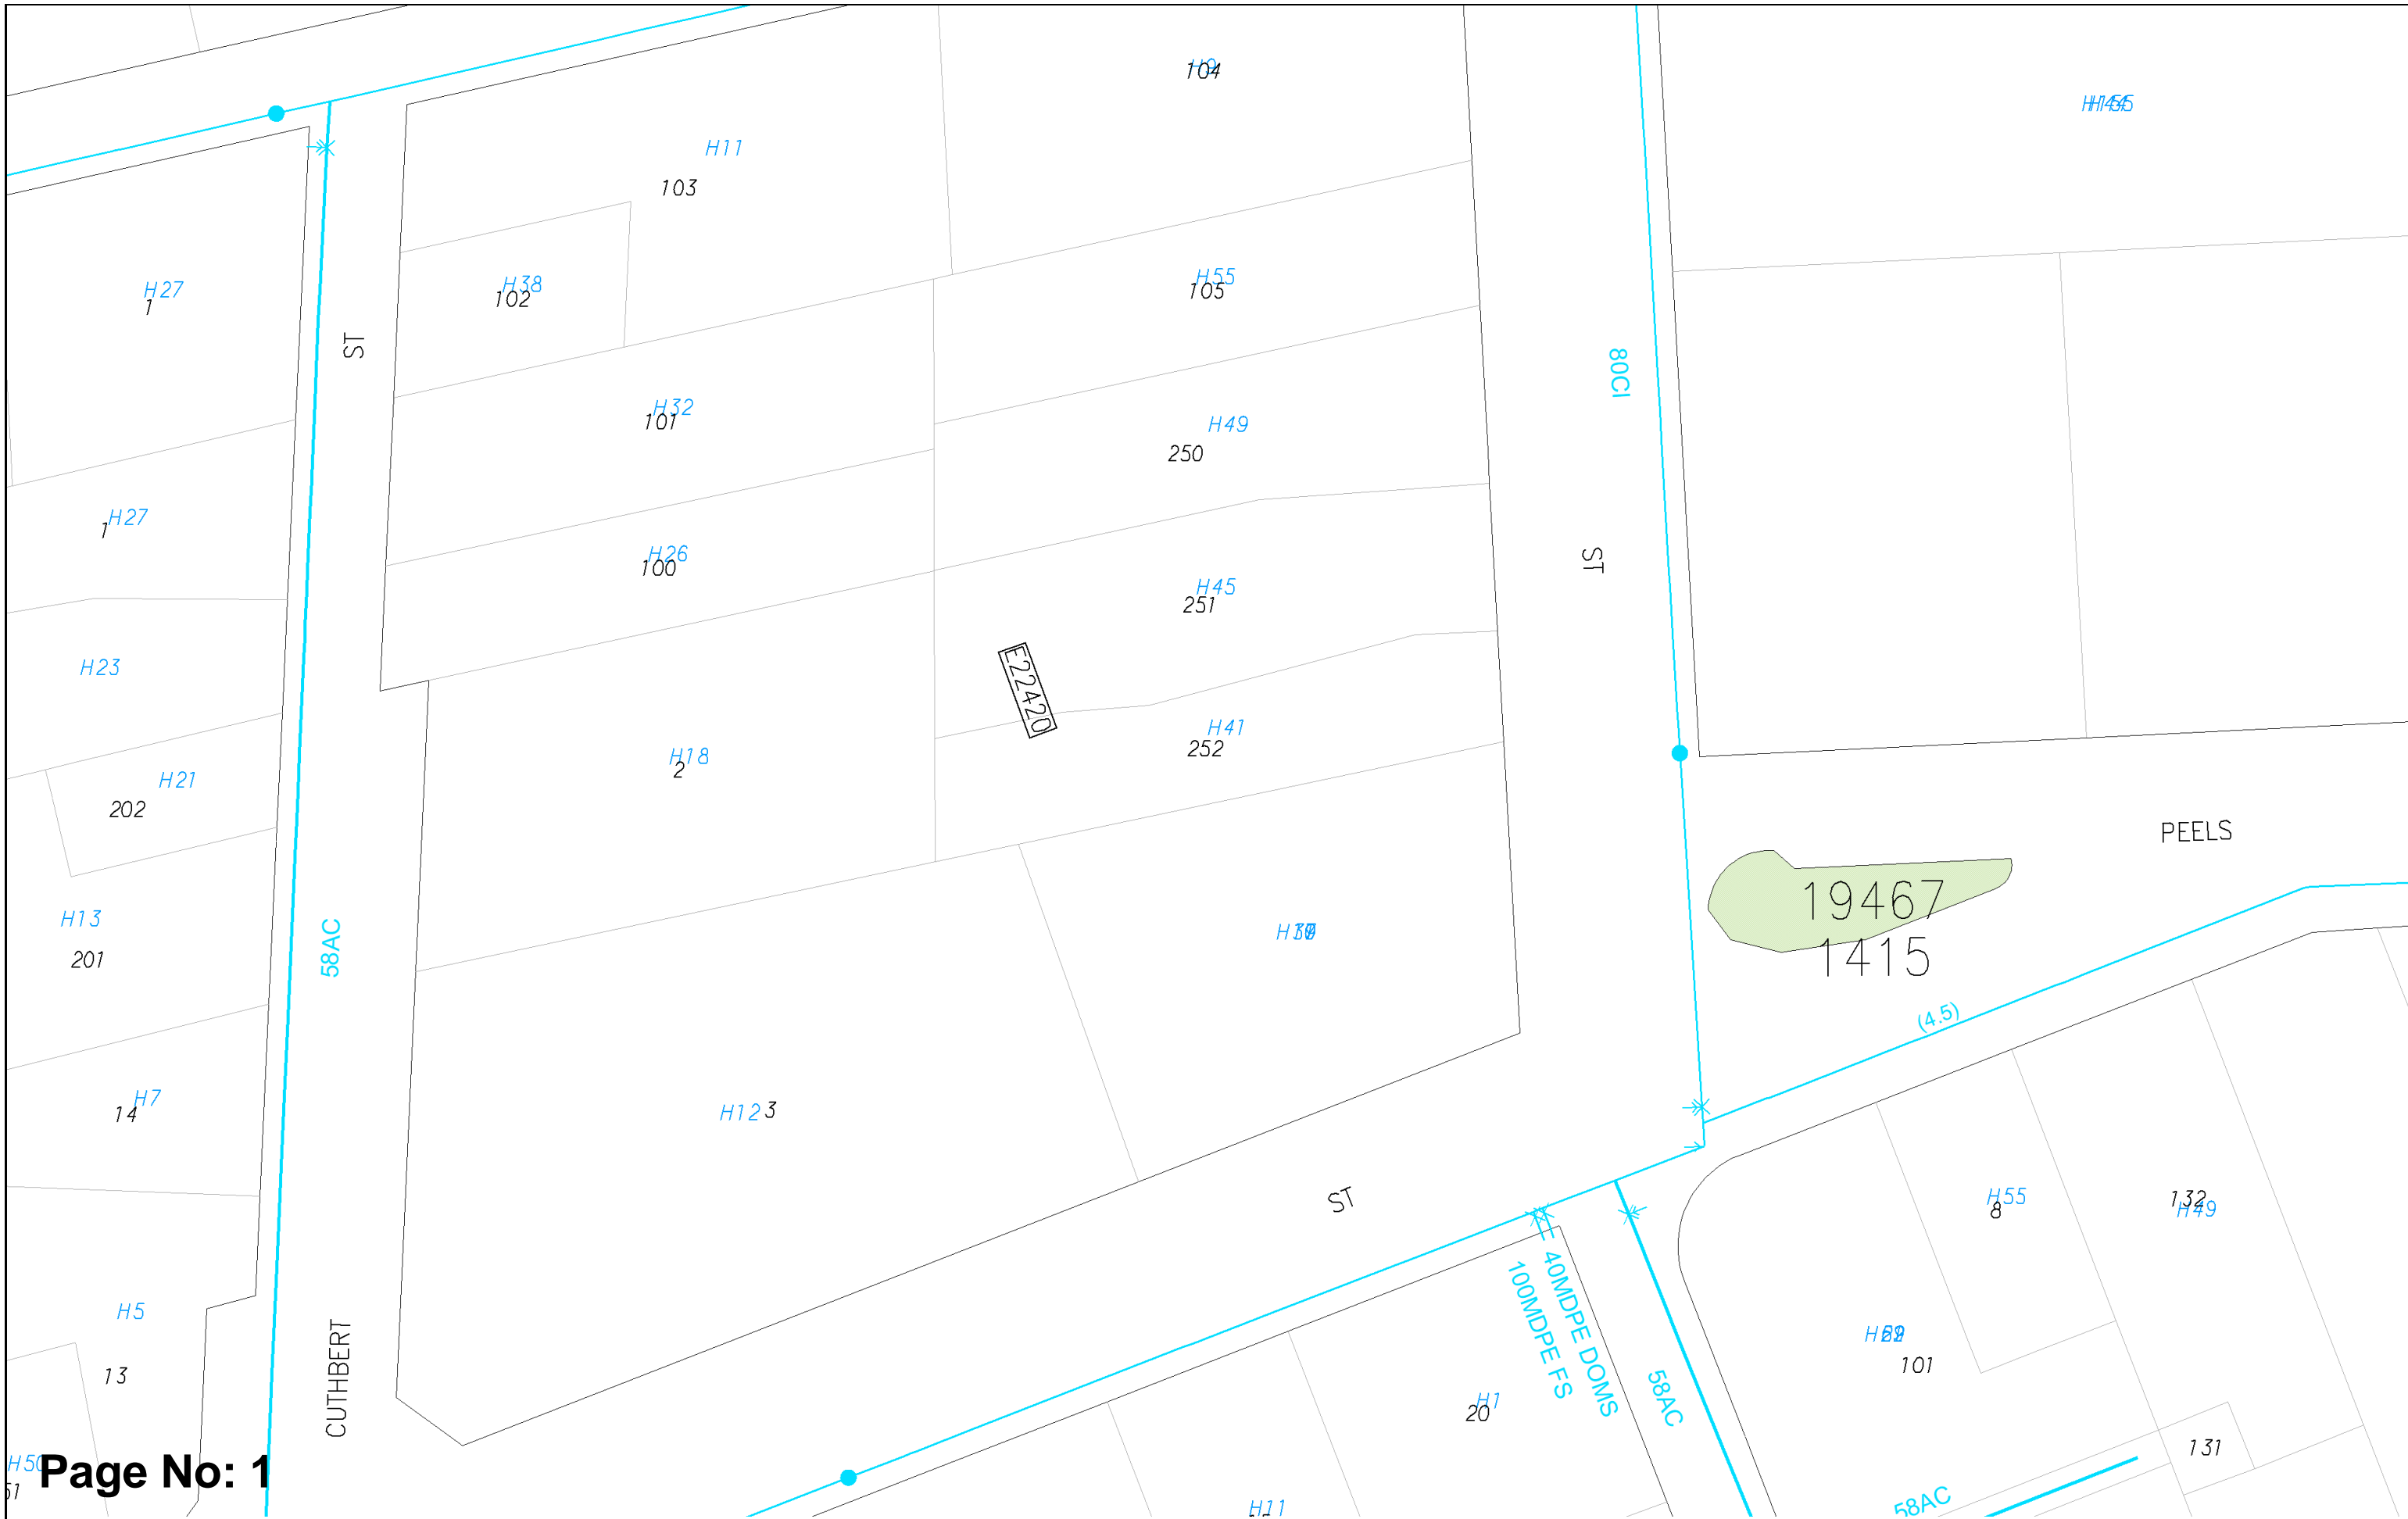 H9
104
H11
103
H27
1
H38
102
ST
H55
105
80CI
H32
101
H49
250
H27
1
H26
100
ST
H45
251
H23
E22420
H18
2
H41
252
H21
202
PEELS
19467
1415
H13
201
58AC
(4.5)
H7
14
H12
3
ST
H55
8
132
H49
40MDPE DOMS
100MDPE FS
H5
13
CUTHBERT
58AC
101
H1
20
131
H50
51
Page No: 1
H11
58AC